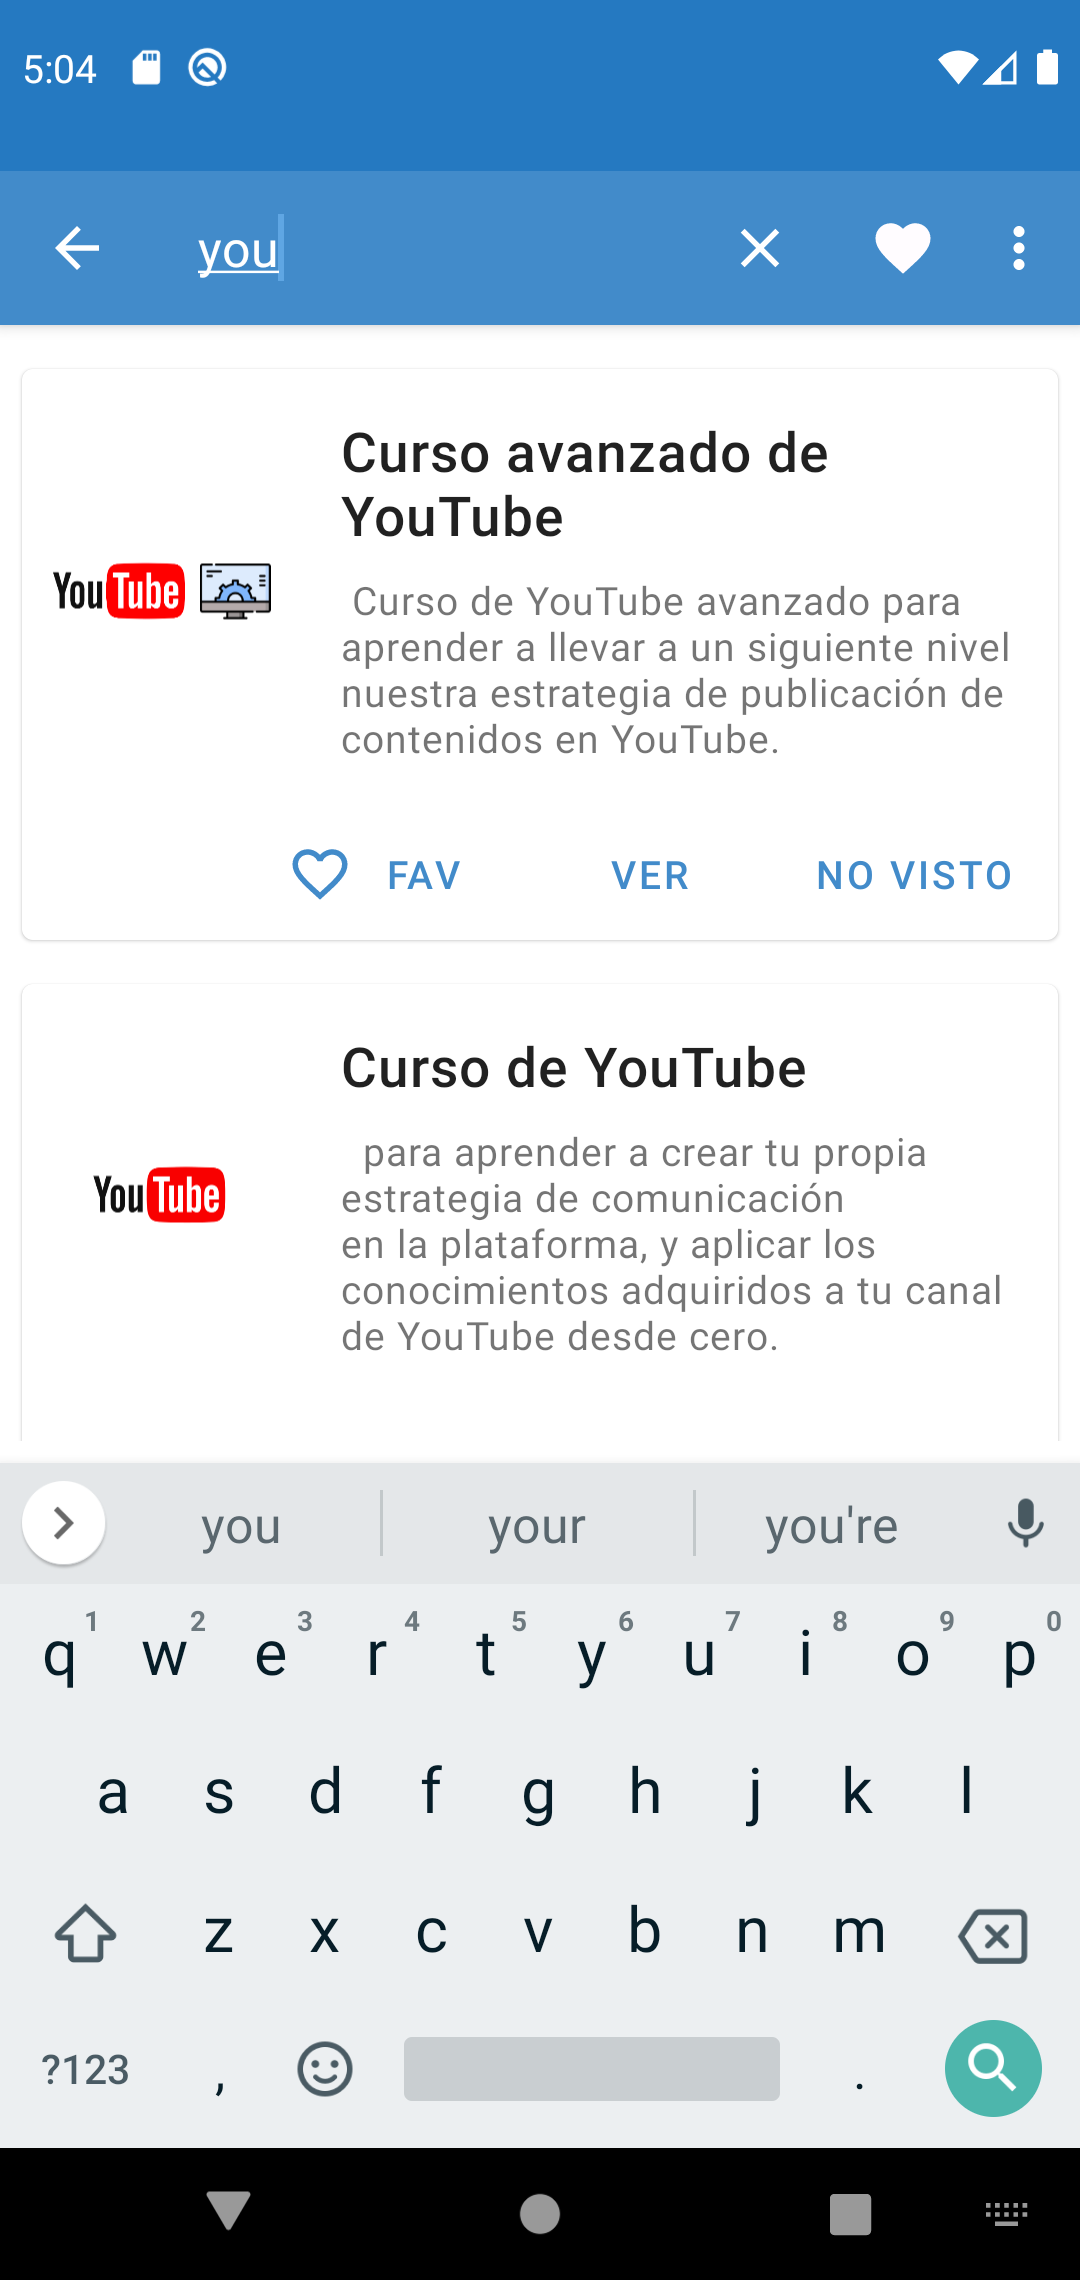 5:04
you
Curso avanzado de
YouTube
YouTube
Curso de YouTube avanzado para
aprender a llevar a un siguiente nivel
nuestra estrategia de publicación de
contenidos en YouTube.
FAV VER NO VISTO
Curso de YouTube
YouTube
para aprender a crear tu propia
estrategia de comunicación
en la plataforma, y aplicar los
conocimientos adquiridos a tu canal
de YouTube desde cero.
you your you're
1 2 3 4 5 6 7 8 9 0
q w e r t y u i o p
a s d f g h j k l
z x c v b n m
?123 , .